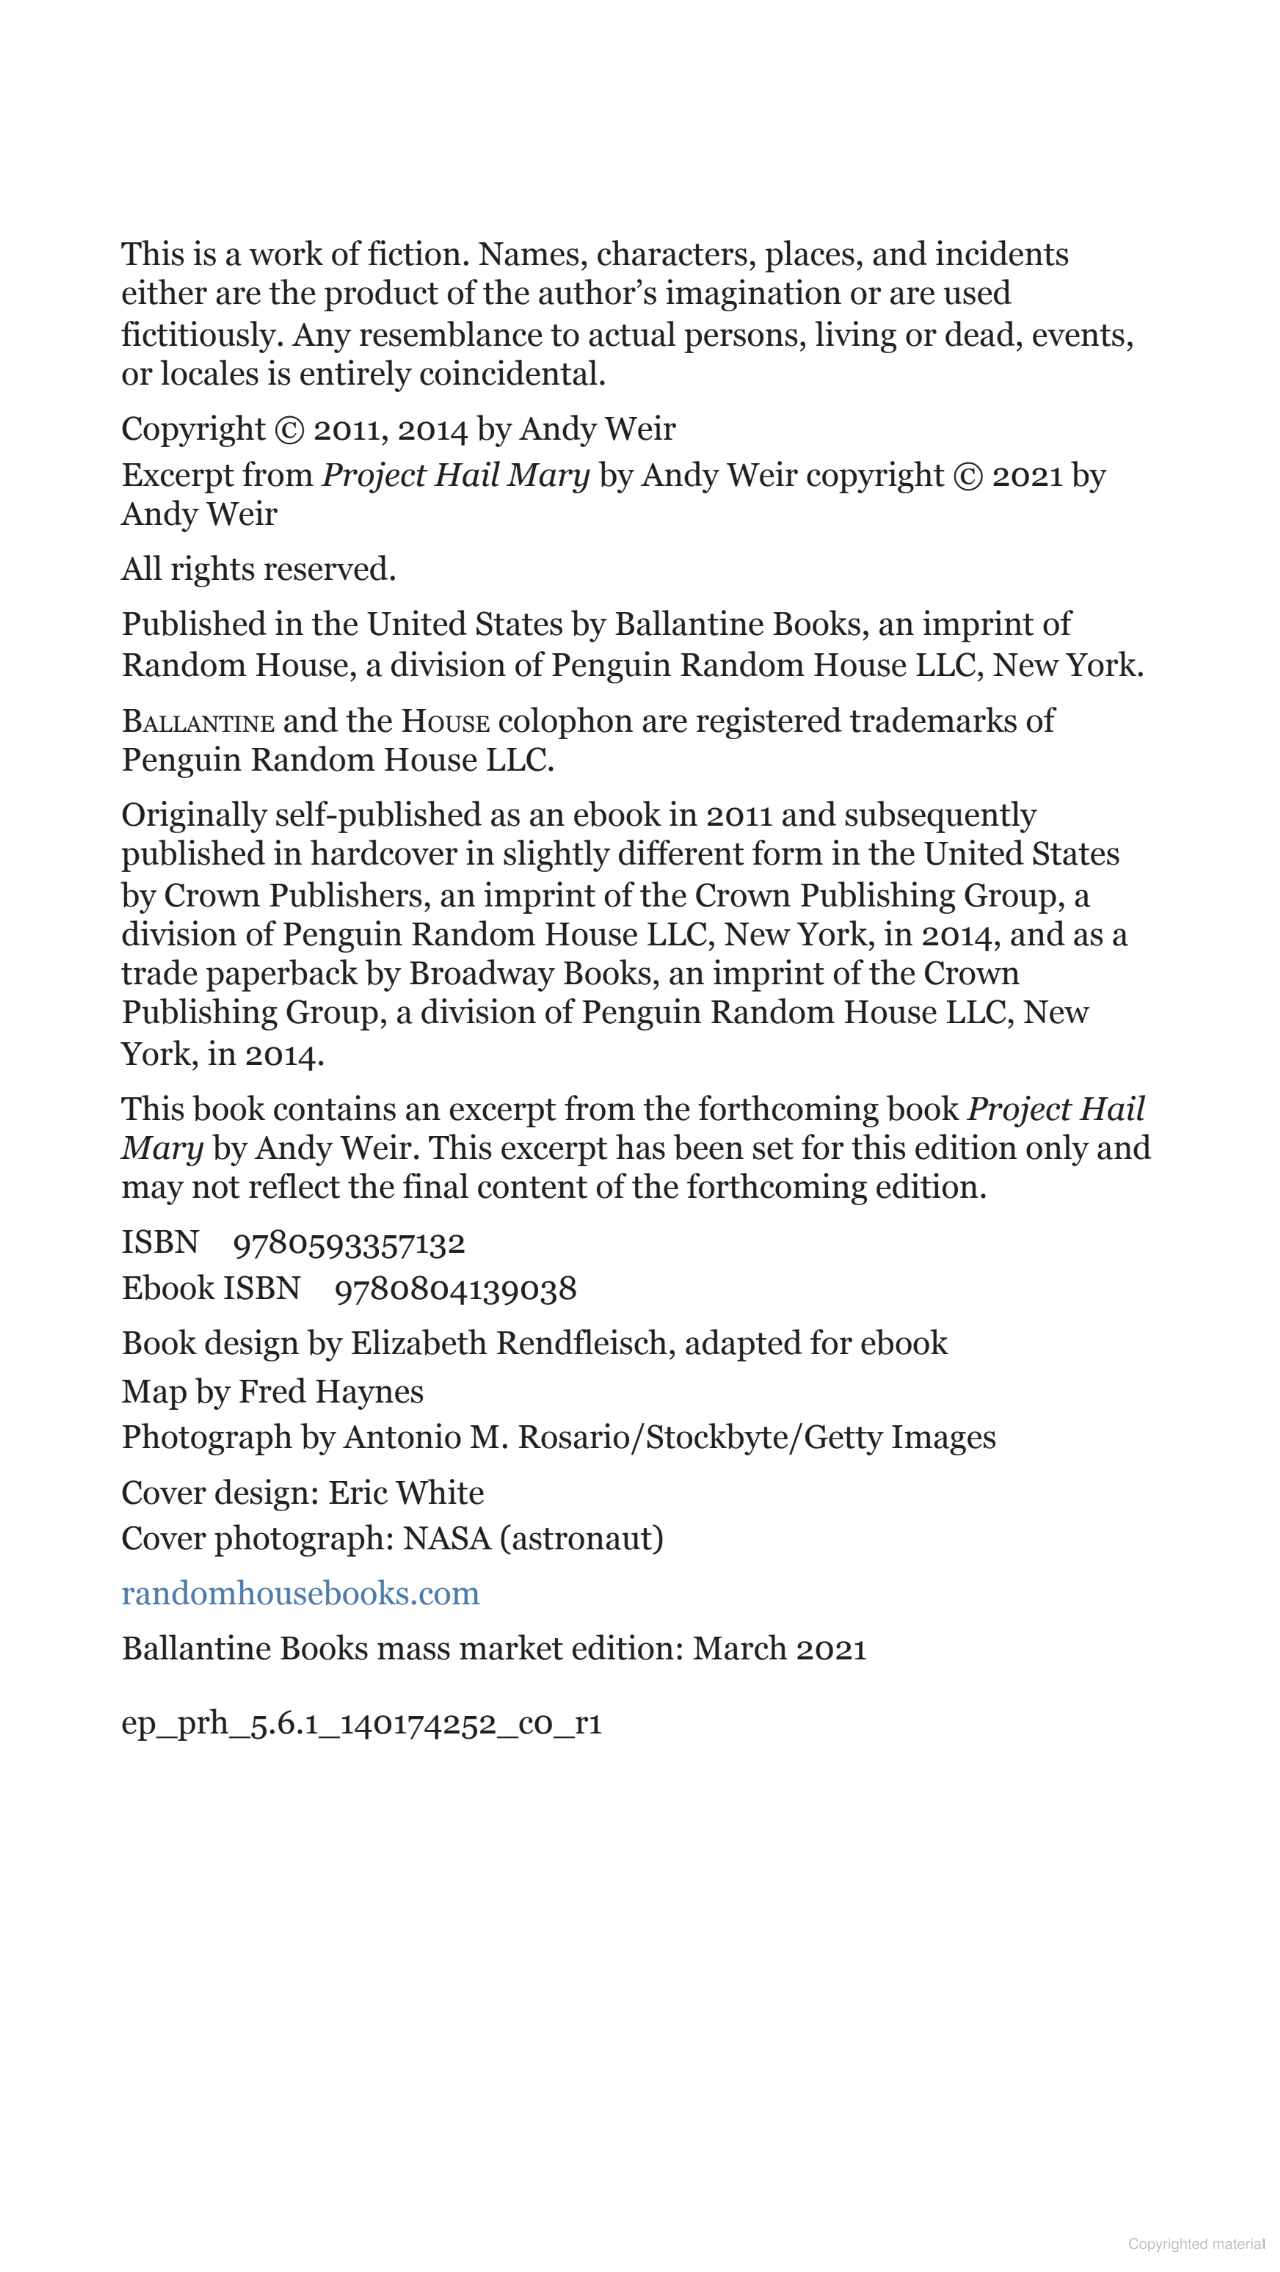 This is a work of fiction. Names, characters, places, and incidents
either are the product of the author’s imagination or are used
fictitiously. Any resemblance to actual persons, living or dead, events,
or locales is entirely coincidental.
Copyright © 2011, 2014 by Andy Weir
Excerpt from Project Hail Mary by Andy Weir copyright © 2021 by
Andy Weir
All rights reserved.
Published in the United States by Ballantine Books, an imprint of
Random House, a division of Penguin Random House LLC, New York.
BALLANTINE and the HOUSE colophon are registered trademarks of
Penguin Random House LLC.
Originally self-published as an ebook in 2011 and subsequently
published in hardcover in slightly different form in the United States
by Crown Publishers, an imprint of the Crown Publishing Group, a
division of Penguin Random House LLC, New York, in 2014, and as a
trade paperback by Broadway Books, an imprint of the Crown
Publishing Group, a division of Penguin Random House LLC, New
York, in 2014.
This book contains an excerpt from the forthcoming book Project Hail
Mary by Andy Weir. This excerpt has been set for this edition only and
may not reflect the final content of the forthcoming edition.
ISBN 9780593357132
Ebook ISBN 9780804139038
Book design by Elizabeth Rendfleisch, adapted for ebook
Map by Fred Haynes
Photograph by Antonio M. Rosario/Stockbyte/Getty Images
Cover design: Eric White
Cover photograph: NASA (astronaut)
randomhousebooks.com
Ballantine Books mass market edition: March 2021
ep_prh_5.6.1_140174252_c0_r1
Copyrighted material